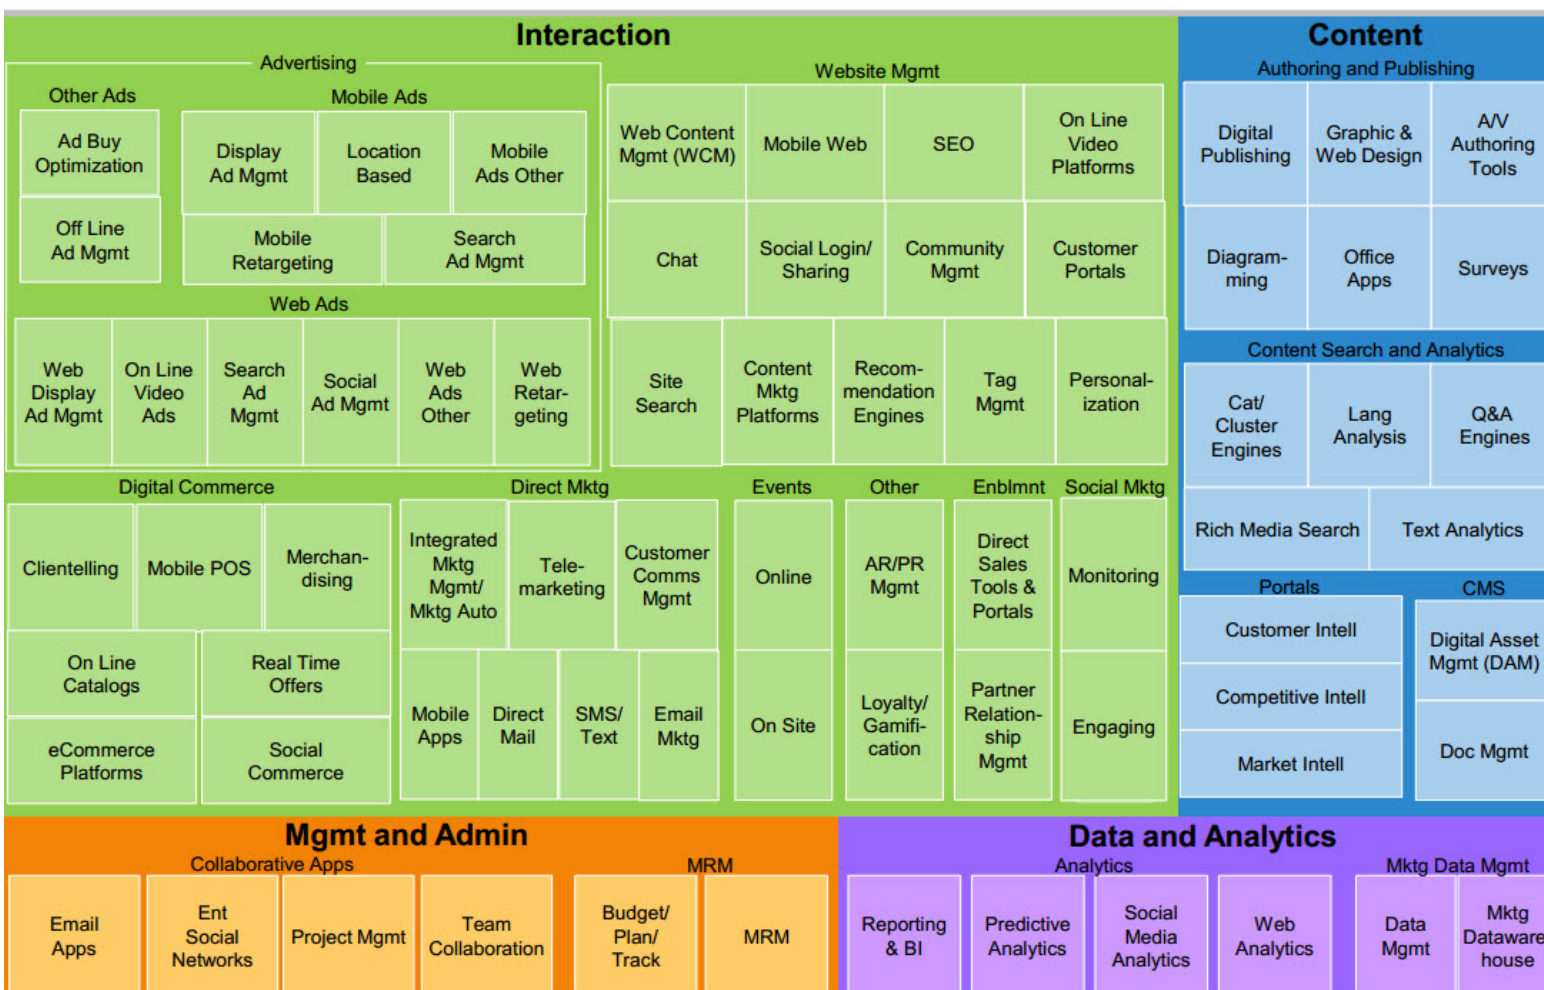 Interaction
Advertising
Other Ads
Ad Buy
Optimization
Off Line
Ad Mgmt
Mobile Ads
Display
Ad Mgmt
Location
Based
Mobile
Ads Other
Mobile
Retargeting
Search
Ad Mgmt
Web Ads
Web
Display
Ad Mgmt
On Line
Video
Ads
Search
Ad
Mgmt
Social
Ad Mgmt
Web
Ads
Other
Web
Retar-
geting
Website Mgmt
Web Content
Mgmt (WCM)
Mobile Web
SEO
On Line
Video
Platforms
Chat
Social Login/
Sharing
Community
Mgmt
Customer
Portals
Site
Search
Content
Mktg
Platforms
Recom-
mendation
Engines
Tag
Mgmt
Personal-
ization
Digital Commerce
Clientelling
Mobile POS
Merchan-
dising
On Line
Catalogs
Real Time
Offers
eCommerce
Platforms
Social
Commerce
Direct Mktg
Integrated
Mktg
Mgmt/
Mktg Auto
Tele-
marketing
Customer
Comms
Mgmt
Mobile
Apps
Direct
Mail
SMS/
Text
Email
Mktg
Events
Online
On Site
Other
AR/PR
Mgmt
Loyalty/
Gamifi-
cation
Enblmnt
Direct
Sales
Tools &
Portals
Partner
Relation-
ship
Mgmt
Social Mktg
Monitoring
Engaging
Content
Authoring and Publishing
Digital
Publishing
Graphic &
Web Design
A/V
Authoring
Tools
Diagram-
ming
Office
Apps
Surveys
Content Search and Analytics
Cat/
Cluster
Engines
Lang
Analysis
Q&A
Engines
Rich Media Search
Text Analytics
Portals
Customer Intell
Competitive Intell
Market Intell
CMS
Digital Asset
Mgmt (DAM)
Doc Mgmt
Mgmt and Admin
Collaborative Apps
Email
Apps
Ent
Social
Networks
Project Mgmt
Team
Collaboration
MRM
Budget/
Plan/
Track
MRM
Data and Analytics
Analytics
Reporting
& BI
Predictive
Analytics
Social
Media
Analytics
Web
Analytics
Mktg Data Mgmt
Data
Mgmt
Mktg
Dataware
house